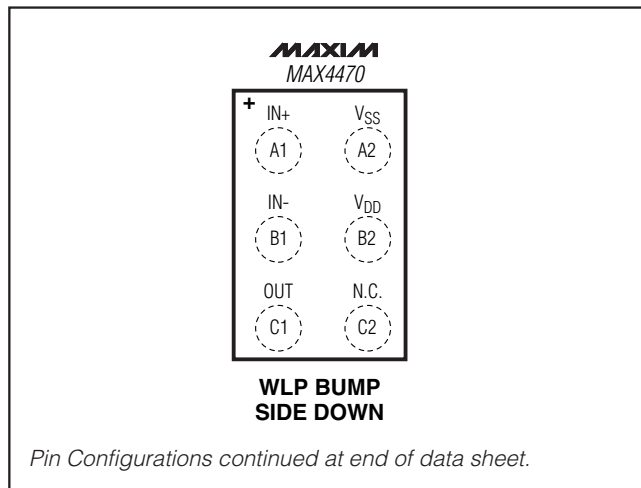 MAXIM
MAX4470
+
IN+ VSS
A1 A2
IN- VDD
B1 B2
OUT N.C.
C1 C2
WLP BUMP
SIDE DOWN
Pin Configurations continued at end of data sheet.